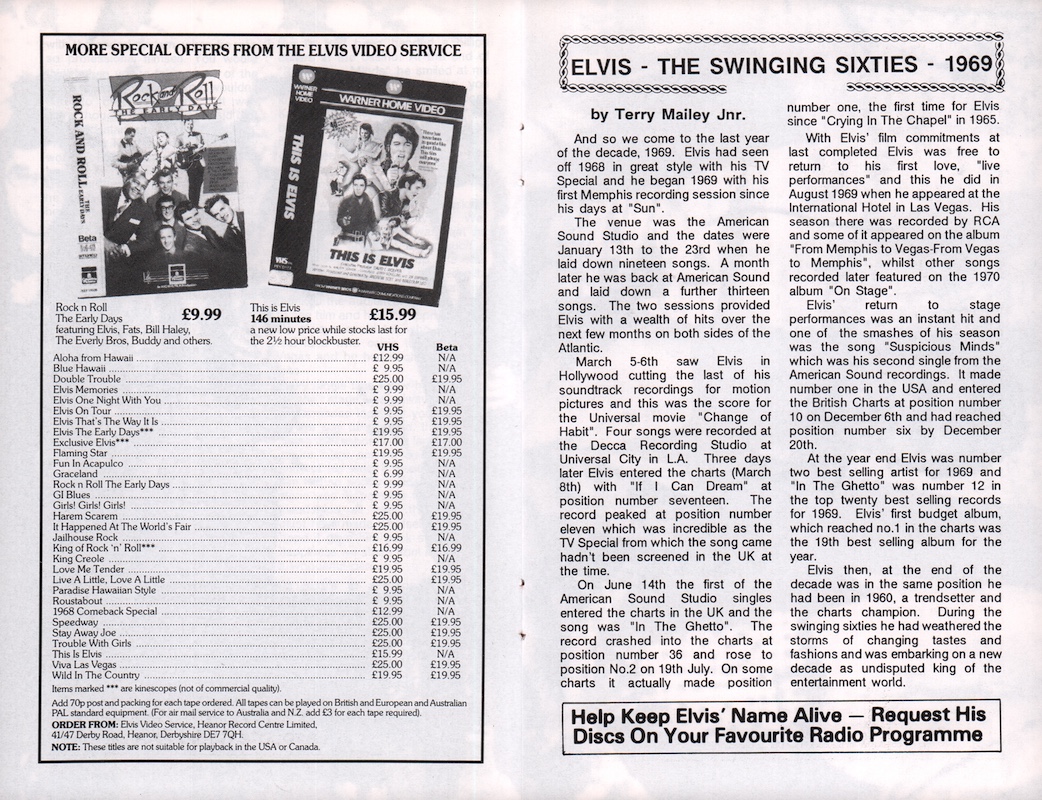 MORE SPECIAL OFFERS FROM THE ELVIS VIDEO SERVICE
Rock and Roll
THE EARLY DAYS
ROCK AND ROLL
THE EARLY DAYS
Beta
WARNER HOME VIDEO
WARNER HOME VIDEO
THIS IS ELVIS
THIS IS ELVIS
VHS
Rock n Roll
The Early Days £9.99
featuring Elvis, Fats, Bill Haley,
The Everly Bros, Buddy and others.
This is Elvis
146 minutes £15.99
a new low price while stocks last for
the 2½ hour blockbuster.
VHS Beta
Aloha from Hawaii £12.99 N/A
Blue Hawaii £ 9.95 N/A
Double Trouble £25.00 £19.95
Elvis Memories £ 9.99 N/A
Elvis One Night With You £ 9.99 N/A
Elvis On Tour £ 9.95 £19.95
Elvis That's The Way It Is £ 9.95 £19.95
Elvis The Early Days*** £19.95 £19.95
Exclusive Elvis*** £17.00 £17.00
Flaming Star £19.95 £19.95
Fun In Acapulco £ 9.95 N/A
Graceland £ 6.99 N/A
Rock n Roll The Early Days £ 9.99 N/A
GI Blues £ 9.95 N/A
Girls! Girls! Girls! £ 9.95 N/A
Harem Scarem £25.00 £19.95
It Happened At The World's Fair £25.00 £19.95
Jailhouse Rock £ 9.95 N/A
King of Rock 'n' Roll*** £16.99 £16.99
King Creole £ 9.95 N/A
Love Me Tender £19.95 £19.95
Live A Little, Love A Little £25.00 £19.95
Paradise Hawaiian Style £ 9.95 N/A
Roustabout £ 9.95 N/A
1968 Comeback Special £12.99 N/A
Speedway £25.00 £19.95
Stay Away Joe £25.00 £19.95
Trouble With Girls £25.00 £19.95
This Is Elvis £15.99 N/A
Viva Las Vegas £25.00 £19.95
Wild In The Country £19.95 £19.95
Items marked *** are kinescopes (not of commercial quality).
Add 70p post and packing for each tape ordered. All tapes can be played on British and European and Australian
PAL standard equipment. (For air mail service to Australia and N.Z. add £3 for each tape required).
ORDER FROM: Elvis Video Service, Heanor Record Centre Limited,
41/47 Derby Road, Heanor, Derbyshire DE7 7QH.
NOTE: These titles are not suitable for playback in the USA or Canada.
ELVIS - THE SWINGING SIXTIES - 1969
by Terry Mailey Jnr.
And so we come to the last year
of the decade, 1969. Elvis had seen
off 1968 in great style with his TV
Special and he began 1969 with his
first Memphis recording session since
his days at "Sun".
The venue was the American
Sound Studio and the dates were
January 13th to the 23rd when he
laid down nineteen songs. A month
later he was back at American Sound
and laid down a further thirteen
songs. The two sessions provided
Elvis with a wealth of hits over the
next few months on both sides of the
Atlantic.
March 5-6th saw Elvis in
Hollywood cutting the last of his
soundtrack recordings for motion
pictures and this was the score for
the Universal movie "Change of
Habit". Four songs were recorded at
the Decca Recording Studio at
Universal City in L.A. Three days
later Elvis entered the charts (March
8th) with "If I Can Dream" at
position number seventeen. The
record peaked at position number
eleven which was incredible as the
TV Special from which the song came
hadn't been screened in the UK at
the time.
On June 14th the first of the
American Sound Studio singles
entered the charts in the UK and the
song was "In The Ghetto". The
record crashed into the charts at
position number 36 and rose to
position No.2 on 19th July. On some
charts it actually made position
number one, the first time for Elvis
since "Crying In The Chapel" in 1965.
With Elvis' film commitments at
last completed Elvis was free to
return to his first love, "live
performances" and this he did in
August 1969 when he appeared at the
International Hotel in Las Vegas. His
season there was recorded by RCA
and some of it appeared on the album
"From Memphis to Vegas-From Vegas
to Memphis", whilst other songs
recorded later featured on the 1970
album "On Stage".
Elvis' return to stage
performances was an instant hit and
one of the smashes of his season
was the song "Suspicious Minds"
which was his second single from the
American Sound recordings. It made
number one in the USA and entered
the British Charts at position number
10 on December 6th and had reached
position number six by December
20th.
At the year end Elvis was number
two best selling artist for 1969 and
"In The Ghetto" was number 12 in
the top twenty best selling records
for 1969. Elvis' first budget album,
which reached no.1 in the charts was
the 19th best selling album for the
year.
Elvis then, at the end of the
decade was in the same position he
had been in 1960, a trendsetter and
the charts champion. During the
swinging sixties he had weathered the
storms of changing tastes and
fashions and was embarking on a new
decade as undisputed king of the
entertainment world.
Help Keep Elvis' Name Alive — Request His
Discs On Your Favourite Radio Programme